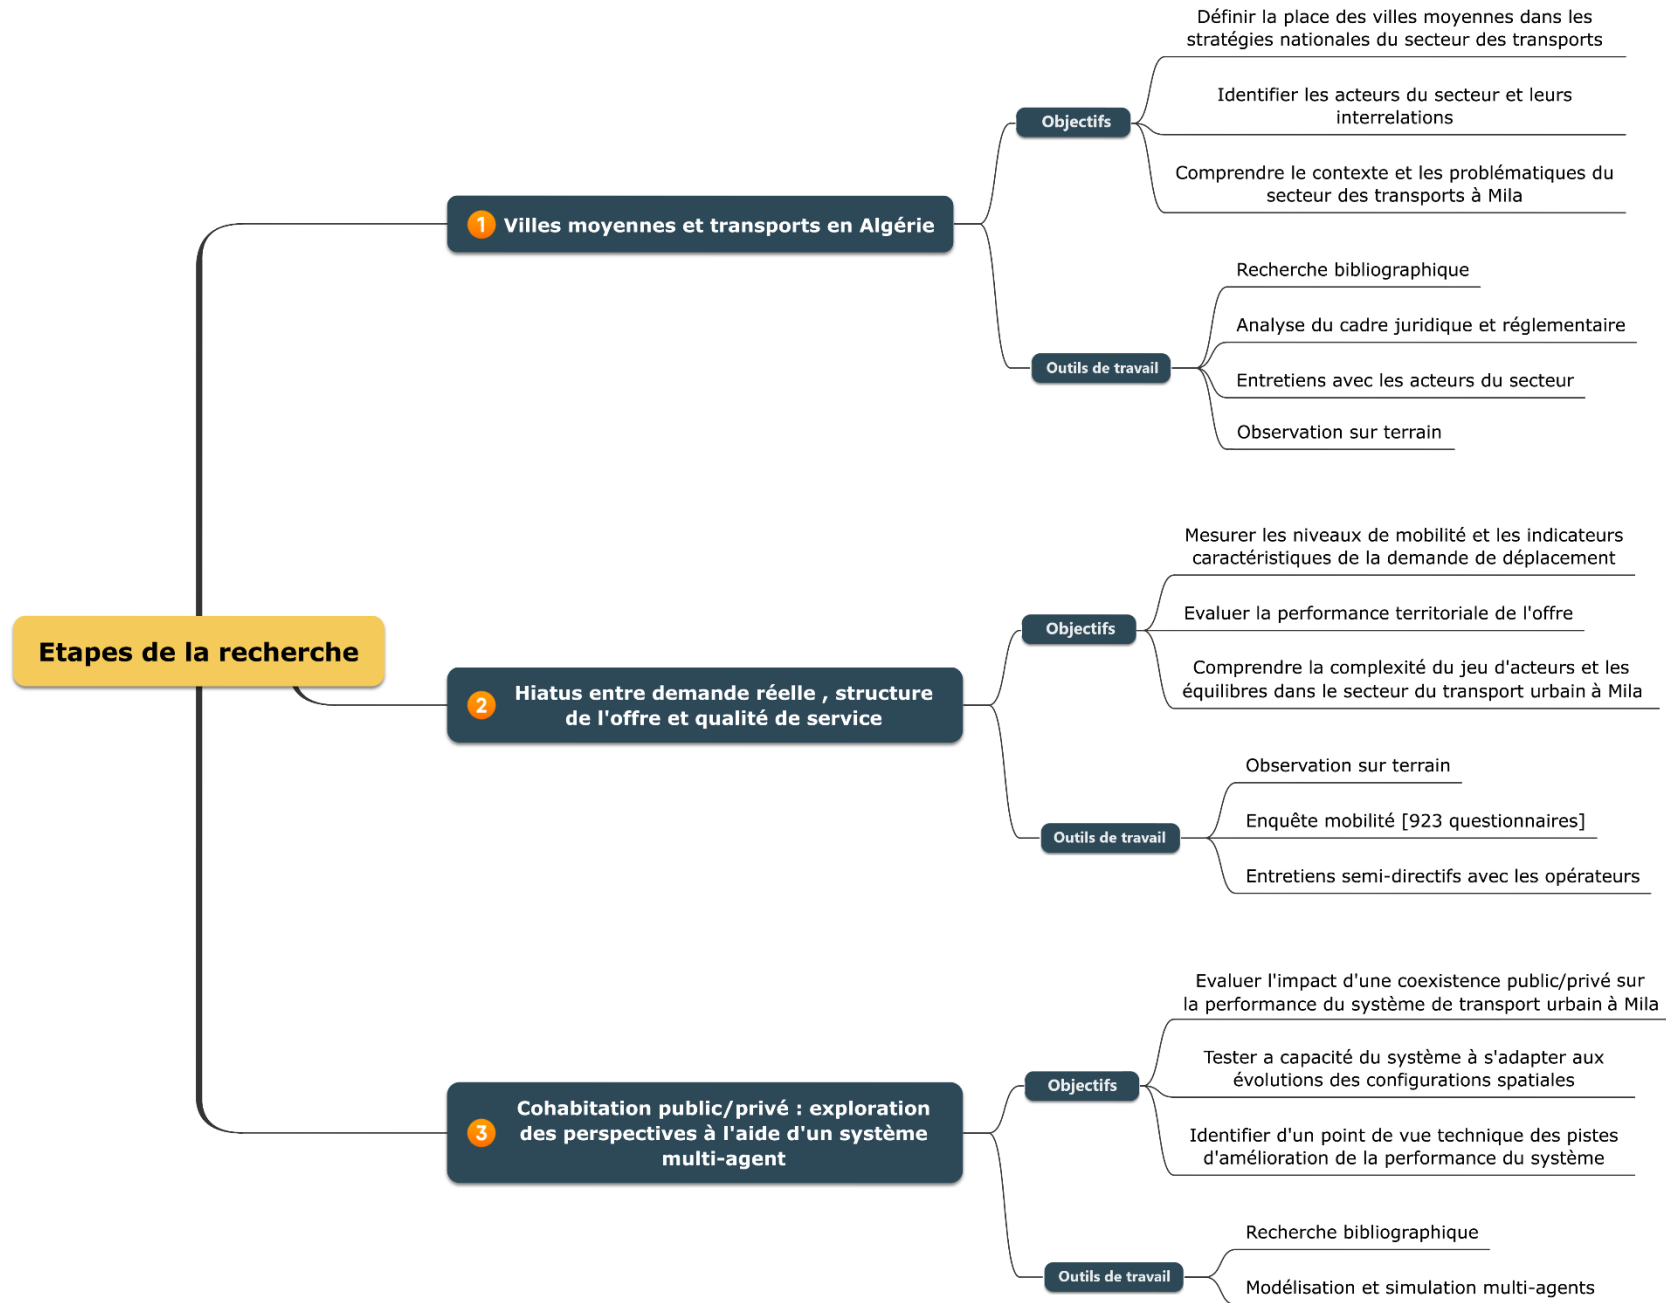 Etapes de la recherche
1
Villes moyennes et transports en Algérie
Objectifs
Définir la place des villes moyennes dans les
stratégies nationales du secteur des transports
Identifier les acteurs du secteur et leurs
interrelations
Comprendre le contexte et les problématiques du
secteur des transports à Mila
Outils de travail
Recherche bibliographique
Analyse du cadre juridique et réglementaire
Entretiens avec les acteurs du secteur
Observation sur terrain
2
Hiatus entre demande réelle , structure
de l'offre et qualité de service
Objectifs
Mesurer les niveaux de mobilité et les indicateurs
caractéristiques de la demande de déplacement
Evaluer la performance territoriale de l'offre
Comprendre la complexité du jeu d'acteurs et les
équilibres dans le secteur du transport urbain à Mila
Outils de travail
Observation sur terrain
Enquête mobilité [923 questionnaires]
Entretiens semi-directifs avec les opérateurs
3
Cohabitation public/privé : exploration
des perspectives à l'aide d'un système
multi-agent
Objectifs
Evaluer l'impact d'une coexistence public/privé sur
la performance du système de transport urbain à Mila
Tester a capacité du système à s'adapter aux
évolutions des configurations spatiales
Identifier d'un point de vue technique des pistes
d'amélioration de la performance du système
Outils de travail
Recherche bibliographique
Modélisation et simulation multi-agents